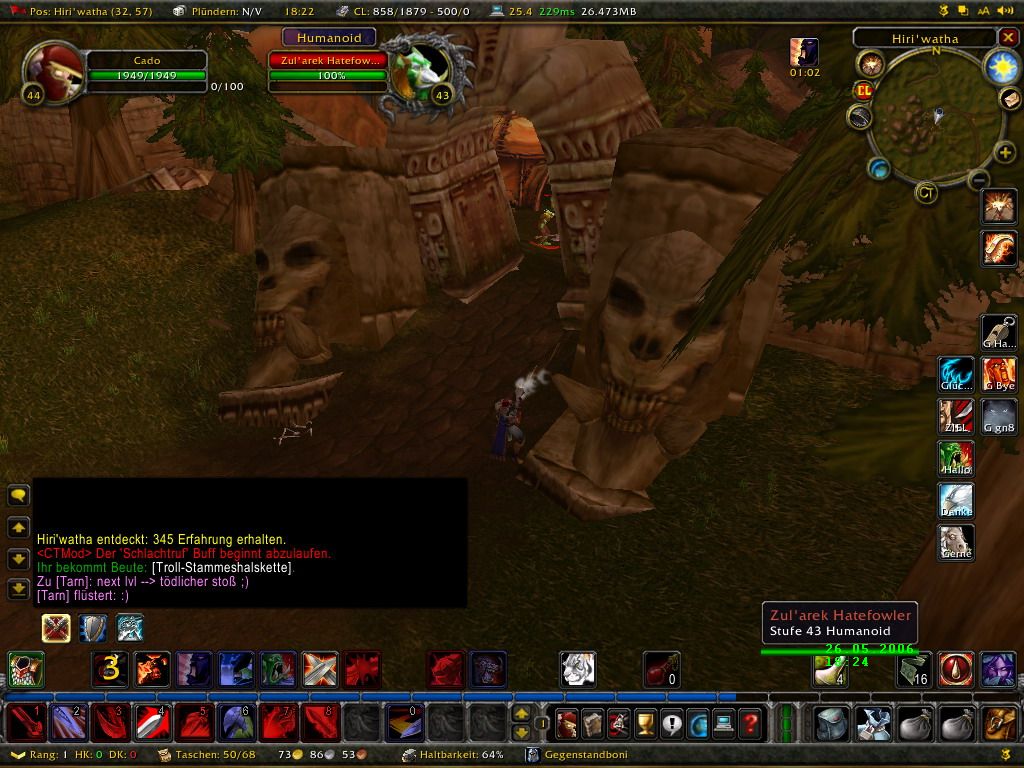 Pos: Hiri'watha (32, 57)
Plündern: N/V
18:22
CL: 858/1879 - 500/0
25.4 229ms 26.473MB
Humanoid
Hiri'watha
Cado
1949/1949
0/100
44
Zul'arek Hatefow...
100%
43
01:02
N
CL
CT
G Ha...
Glüc...
G Bye
ZIEL
G gn8
Hallo
Danke
Gerne
Hiri'watha entdeckt: 345 Erfahrung erhalten.
<CTMod> Der 'Schlachtruf' Buff beginnt abzulaufen.
Ihr bekommt Beute: [Troll-Stammeshalskette].
Zu [Tarn]: next lvl --> tödlicher stoß ;)
[Tarn] flüstert: :)
Zul'arek Hatefowler
Stufe 43 Humanoid
26.05.2006
18:24
3
0
4
16
1 2 3 4 5 6 7 8 0
1
Rang: 1 HK: 0 DK: 0
Taschen: 50/68
73 86 53
Haltbarkeit: 64%
Gegenstandboni